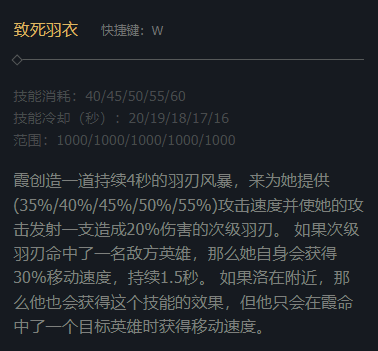 致死羽衣 快捷键：W
技能消耗：40/45/50/55/60
技能冷却（秒）：20/19/18/17/16
范围：1000/1000/1000/1000/1000
霞创造一道持续4秒的羽刃风暴，来为她提供
(35%/40%/45%/50%/55%)攻击速度并使她的攻
击发射一支造成20%伤害的次级羽刃。 如果次级
羽刃命中了一名敌方英雄，那么她自身会获得
30%移动速度，持续1.5秒。 如果洛在附近，那
么他也会获得这个技能的效果，但他只会在霞命
中了一个目标英雄时获得移动速度。